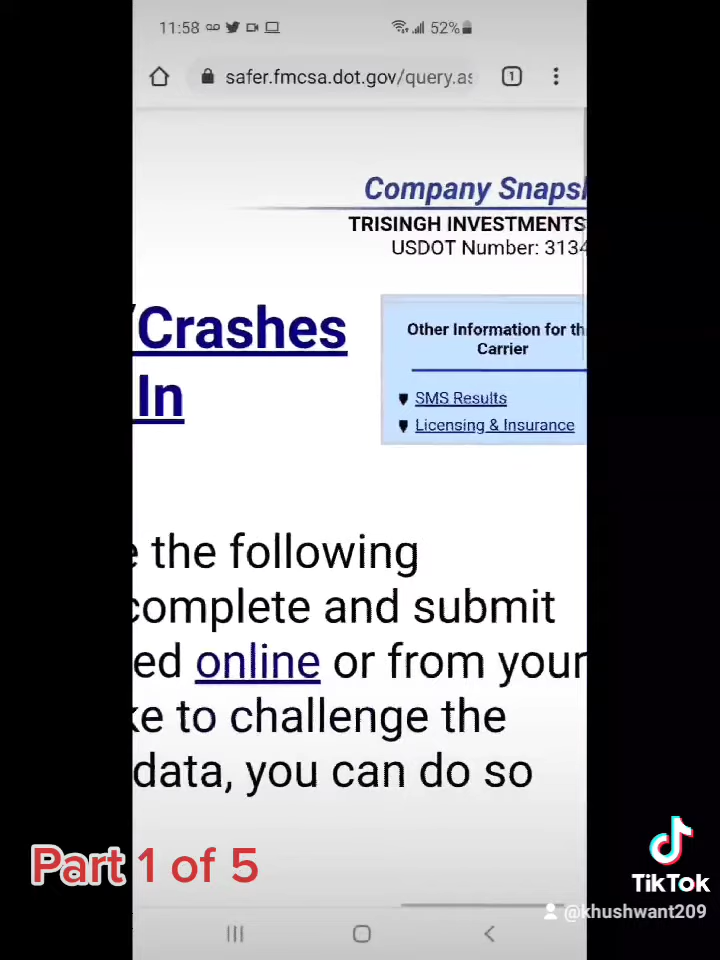 11:58 52%
safer.fmcsa.dot.gov/query.as 1
Company Snaps
TRISINGH INVESTMENTS
USDOT Number: 3134
/Crashes
In
Other Information for th
Carrier
SMS Results
Licensing & Insurance
e the following
complete and submit
ed online or from your
ke to challenge the
data, you can do so
Part 1 of 5
TikTok
@khushwant209